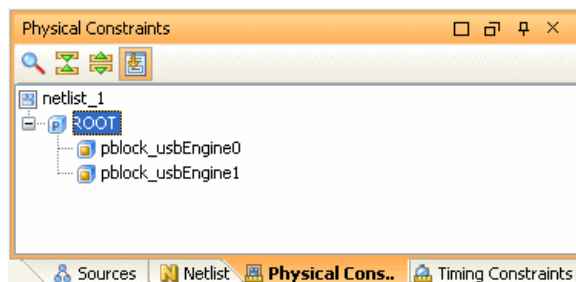 Physical Constraints
netlist_1
ROOT
pblock_usbEngine0
pblock_usbEngine1
Sources Netlist Physical Cons.. Timing Constraints